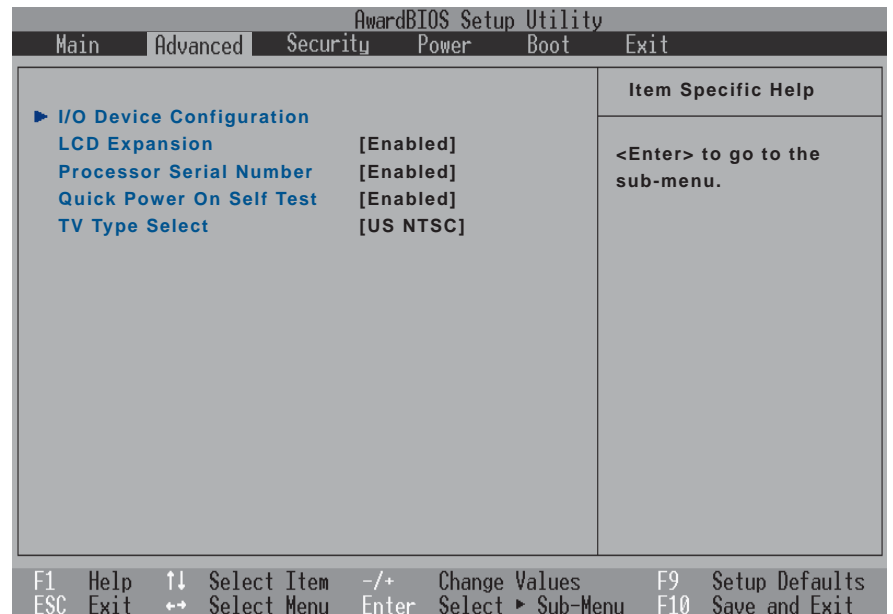 AwardBIOS Setup Utility
Main Advanced Security Power Boot Exit
Item Specific Help
▶ I/O Device Configuration
LCD Expansion [Enabled]
Processor Serial Number [Enabled]
Quick Power On Self Test [Enabled]
TV Type Select [US NTSC]
<Enter> to go to the
sub-menu.
F1 Help ↑↓ Select Item -/+ Change Values F9 Setup Defaults
ESC Exit ←→ Select Menu Enter Select ▶ Sub-Menu F10 Save and Exit